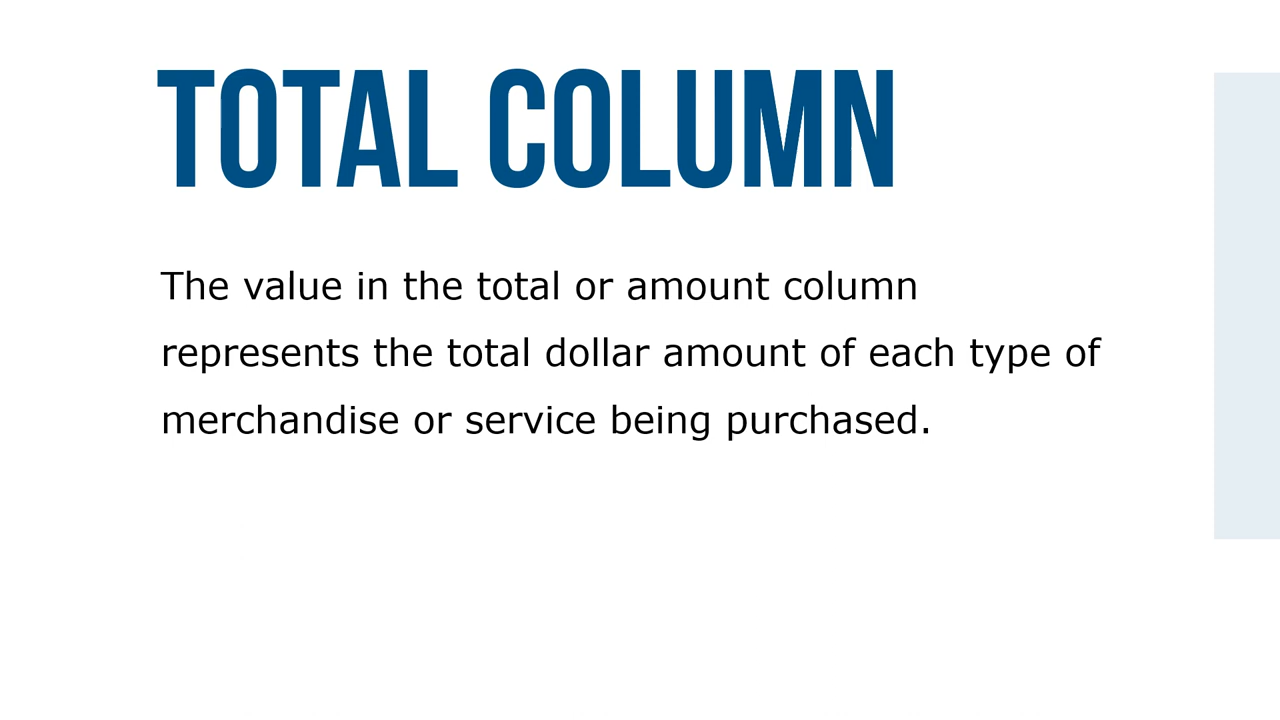 TOTAL COLUMN
The value in the total or amount column
represents the total dollar amount of each type of
merchandise or service being purchased.